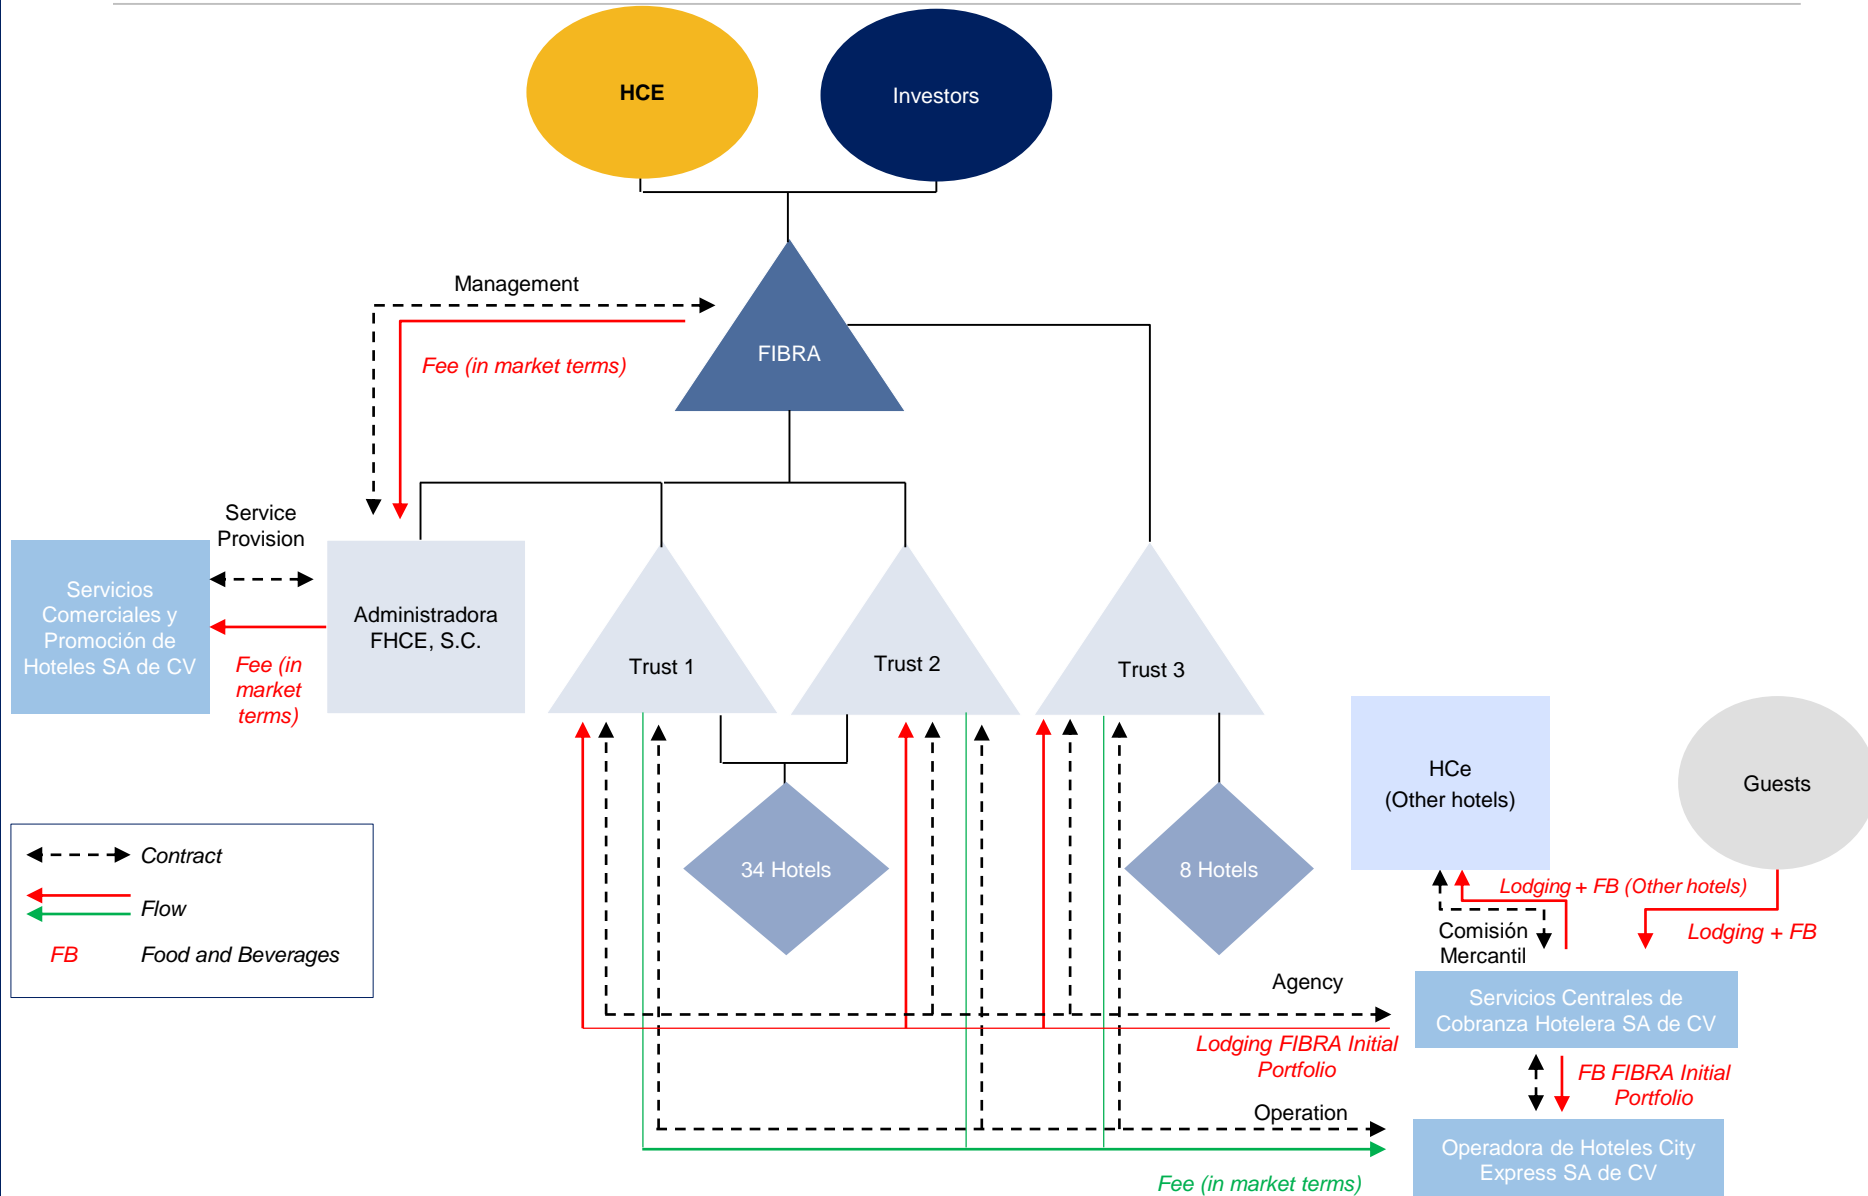 HCE
Investors
Management
Fee (in market terms)
FIBRA
Service
Provision
Servicios
Comerciales y
Promoción de
Hoteles SA de CV
Fee (in
market
terms)
Administradora
FHCE, S.C.
Trust 1
Trust 2
Trust 3
34 Hotels
8 Hotels
HCe
(Other hotels)
Guests
Contract
Flow
FB Food and Beverages
Lodging + FB (Other hotels)
Lodging + FB
Comisión
Mercantil
Agency
Servicios Centrales de
Cobranza Hotelera SA de CV
Lodging FIBRA Initial
Portfolio
FB FIBRA Initial
Portfolio
Operation
Operadora de Hoteles City
Express SA de CV
Fee (in market terms)